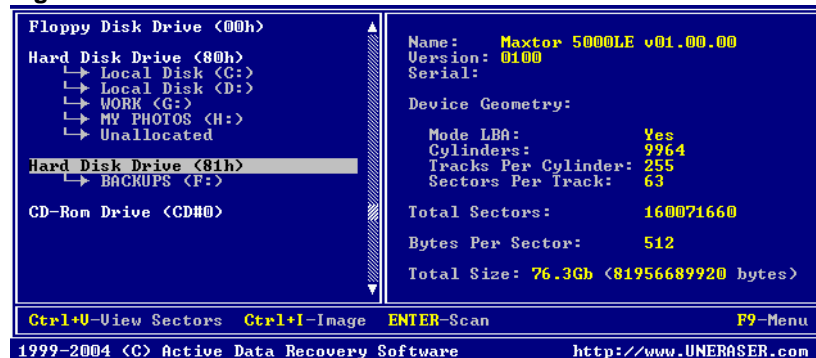 Floppy Disk Drive (00h)
Hard Disk Drive (80h)
Local Disk (C:)
Local Disk (D:)
WORK (G:)
MY PHOTOS (H:)
Unallocated
Hard Disk Drive (81h)
BACKUPS (F:)
CD-Rom Drive (CD#0)
Name: Maxtor 5000LE v01.00.00
Version: 0100
Serial:
Device Geometry:
Mode LBA: Yes
Cylinders: 9964
Tracks Per Cylinder: 255
Sectors Per Track: 63
Total Sectors: 160071660
Bytes Per Sector: 512
Total Size: 76.3Gb (81956689920 bytes)
Ctrl+U-View Sectors Ctrl+I-Image ENTER-Scan F9-Menu
1999-2004 (C) Active Data Recovery Software http://www.UNERASER.com